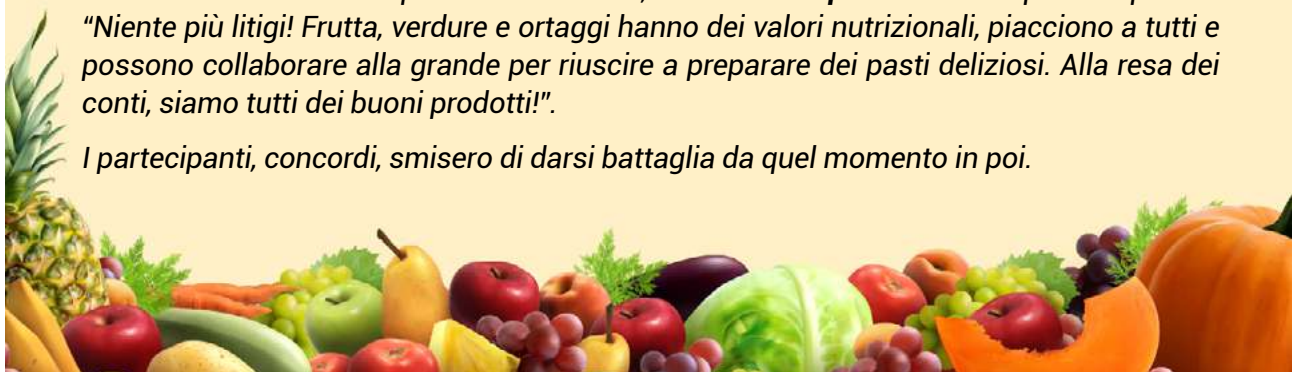 “Niente più litigi! Frutta, verdure e ortaggi hanno dei valori nutrizionali, piacciono a tutti e
possono collaborare alla grande per riuscire a preparare dei pasti deliziosi. Alla resa dei
conti, siamo tutti dei buoni prodotti!”.
I partecipanti, concordi, smisero di darsi battaglia da quel momento in poi.